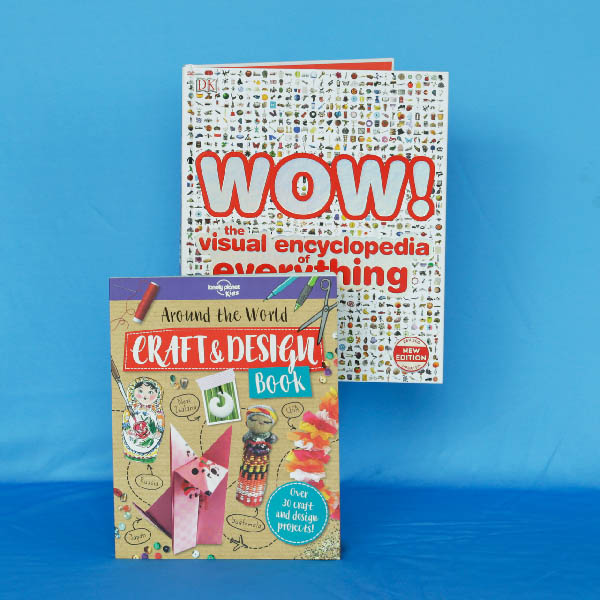 DK
WOW!
the
visual encyclopedia
of
everything
NEW
EDITION
lonely planet
Kids
Around the World
CRAFT & DESIGN
Book
New
Zealand
USA
Russia
Guatemala
Japan
Over
30 craft
and design
projects!